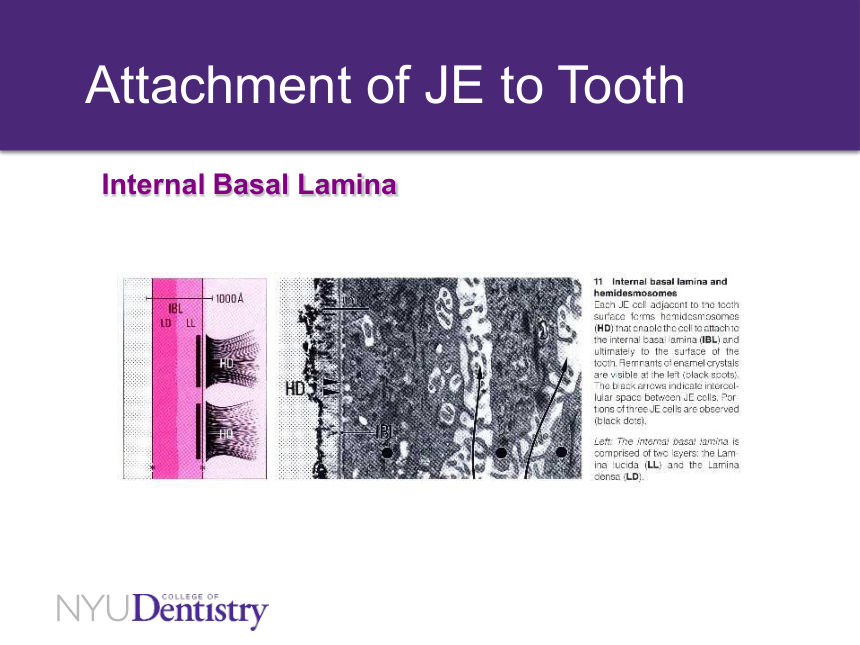 Attachment of JE to Tooth
Internal Basal Lamina
1000 Å
IBL
LD LL
HD
HD
HD
IBL
11 Internal basal lamina and
hemidesmosomes
Each JE cell adjacent to the tooth
surface forms hemidesmosomes
(HD) that enable the cell to attach to
the internal basal lamina (IBL) and
ultimately to the surface of the
tooth. Remnants of enamel crystals
are visible at the left (black spots).
The black arrows indicate intercel-
lular space between JE cells. Por-
tions of three JE cells are observed
(black dots).
Left: The internal basal lamina is
comprised of two layers: the Lam-
ina lucida (LL) and the Lamina
densa (LD).
NYU COLLEGE OF
Dentistry